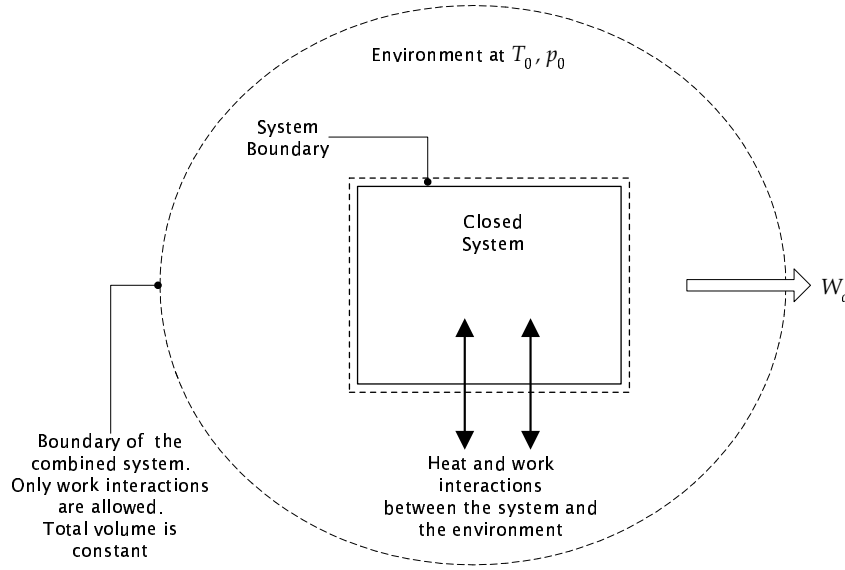 Environment at T₀, p₀
System
Boundary
Closed
System
Boundary of the
combined system.
Only work interactions
are allowed.
Total volume is
constant
Heat and work
interactions
between the system and
the environment